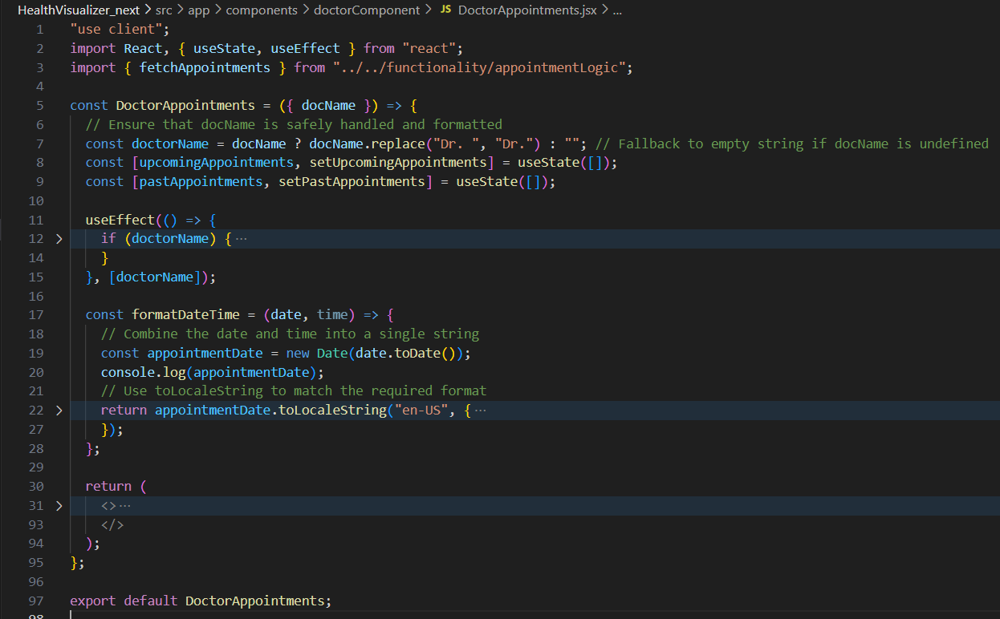 HealthVisualizer_next > src > app > components > doctorComponent > JS DoctorAppointments.jsx > ...
1 "use client";
2 import React, { useState, useEffect } from "react";
3 import { fetchAppointments } from "../../functionality/appointmentLogic";
4
5 const DoctorAppointments = ({ docName }) => {
6 // Ensure that docName is safely handled and formatted
7 const doctorName = docName ? docName.replace("Dr. ", "Dr.") : ""; // Fallback to empty string if docName is undefined
8 const [upcomingAppointments, setUpcomingAppointments] = useState([]);
9 const [pastAppointments, setPastAppointments] = useState([]);
10
11 useEffect(() => {
12 > if (doctorName) { ···
14 }
15 }, [doctorName]);
16
17 const formatDateTime = (date, time) => {
18 // Combine the date and time into a single string
19 const appointmentDate = new Date(date.toDate());
20 console.log(appointmentDate);
21 // Use toLocaleString to match the required format
22 > return appointmentDate.toLocaleString("en-US", { ···
27 });
28 };
29
30 return (
31 > <> ···
93 </>
94 );
95 };
96
97 export default DoctorAppointments;
98